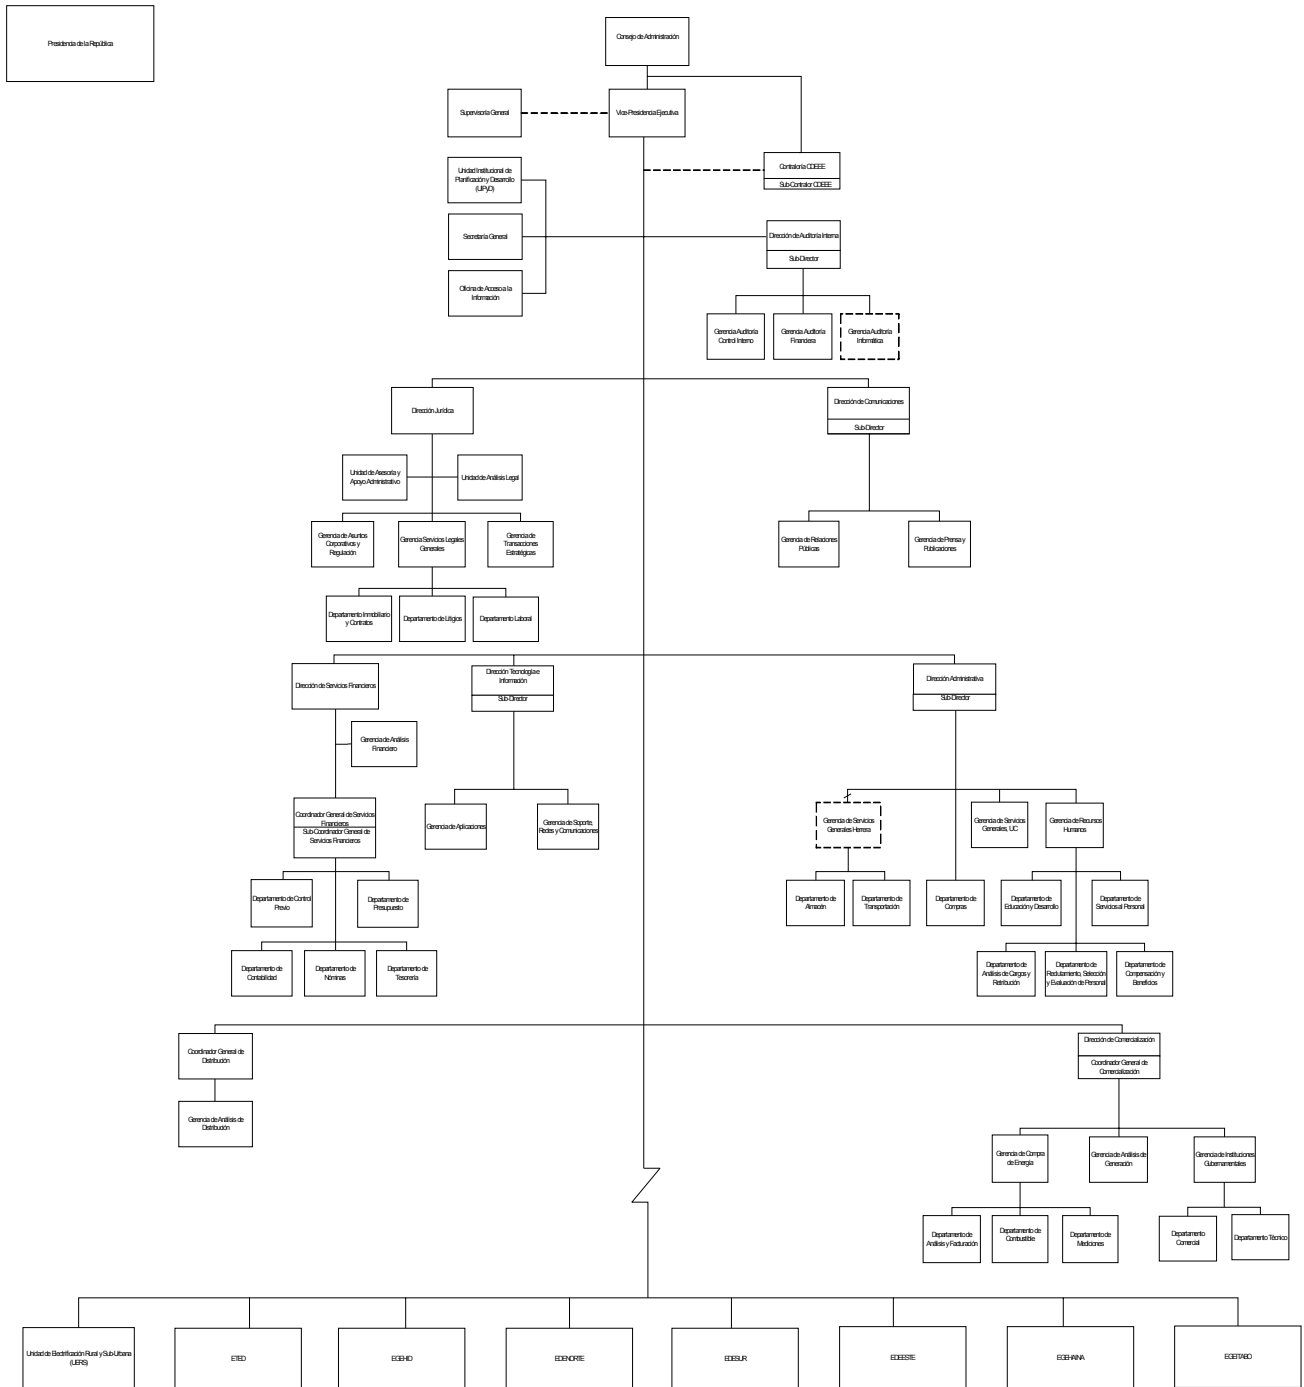 Presidencia de la República
Consejo de Administración
Supervisoría General
Vice-Presidencia Ejecutiva
Contraloría CDEEE
Sub-Contralor CDEEE
Unidad Institucional de
Planificación y Desarrollo
(UIPyD)
Secretaría General
Dirección de Auditoría Interna
Sub-Director
Oficina de Acceso a la
Información
Gerencia Auditoría
Control Interno
Gerencia Auditoría
Financiera
Gerencia Auditoría
Informática
Dirección Jurídica
Dirección de Comunicaciones
Sub-Director
Unidad de Asesoría y
Apoyo Administrativo
Unidad de Análisis Legal
Gerencia de Asuntos
Corporativos y
Regulación
Gerencia Servicios Legales
Generales
Gerencia de
Transacciones
Estratégicas
Gerencia de Relaciones
Públicas
Gerencia de Prensa y
Publicaciones
Departamento Inmobiliario
y Contratos
Departamento de Litigios
Departamento Laboral
Dirección de Servicios Financieros
Dirección Tecnología e
Información
Sub-Director
Dirección Administrativa
Sub-Director
Gerencia de Análisis
Financiero
Coordinador General de Servicios
Financieros
Sub-Coordinador General de
Servicios Financieros
Gerencia de Aplicaciones
Gerencia de Soporte,
Redes y Comunicaciones
Gerencia de Servicios
Generales Herrera
Gerencia de Servicios
Generales, UC
Gerencia de Recursos
Humanos
Departamento de Control
Previo
Departamento de
Presupuesto
Departamento de
Almacén
Departamento de
Transportación
Departamento de
Compras
Departamento de
Educación y Desarrollo
Departamento de
Servicios al Personal
Departamento de
Contabilidad
Departamento de
Nóminas
Departamento de
Tesorería
Departamento de
Análisis de Cargos y
Retribución
Departamento de
Reclutamiento, Selección
y Evaluación de Personal
Departamento de
Compensación y
Beneficios
Coordinador General de
Distribución
Dirección de Comercialización
Coordinador General de
Comercialización
Gerencia de Análisis de
Distribución
Gerencia de Compra
de Energía
Gerencia de Análisis de
Generación
Gerencia de Instituciones
Gubernamentales
Departamento de
Análisis y Facturación
Departamento de
Combustible
Departamento de
Mediciones
Departamento
Comercial
Departamento Técnico
Unidad de Electrificación Rural y Sub-Urbana
(UERS)
ETED
EGEHID
EDENORTE
EDESUR
EDEESTE
EGEHAINA
EGEITABO